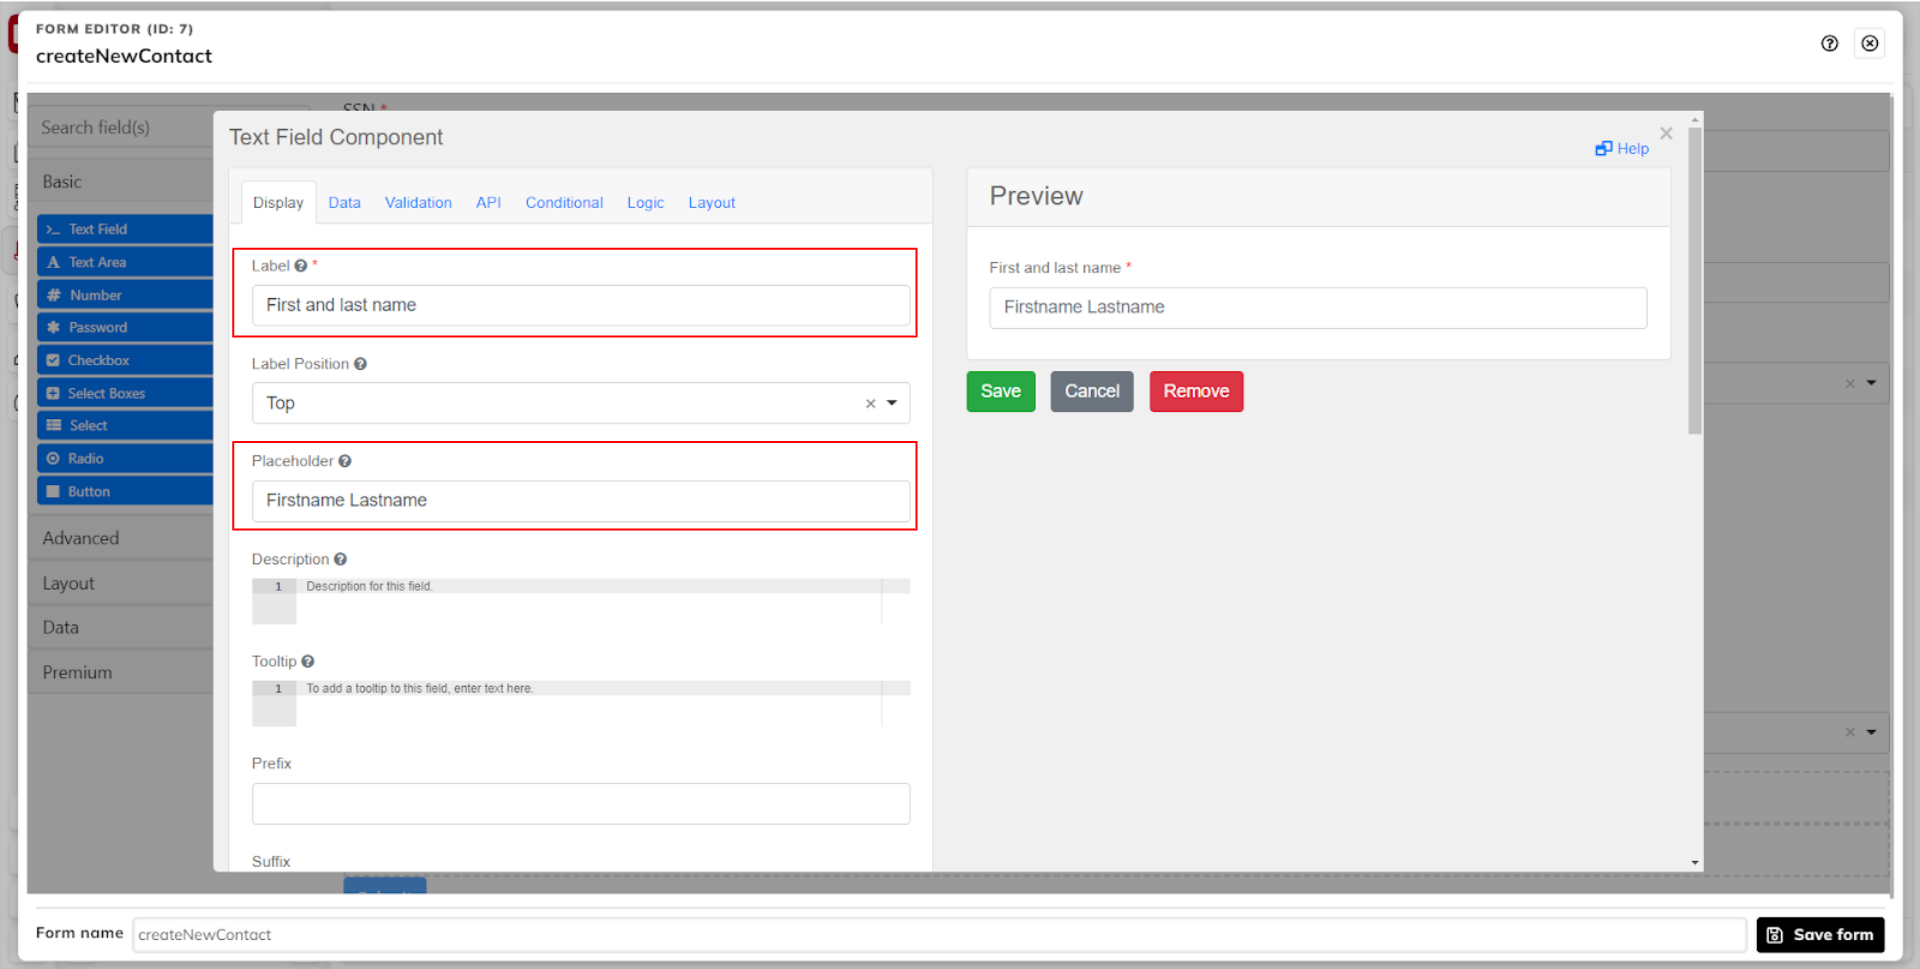 FORM EDITOR (ID: 7)
createNewContact
SSN *
Search field(s)
Basic
Text Field
Text Area
Number
Password
Checkbox
Select Boxes
Select
Radio
Button
Advanced
Layout
Data
Premium
Text Field Component
Help
Display Data Validation API Conditional Logic Layout
Label *
First and last name
Label Position
Top
Placeholder
Firstname Lastname
Description
1 Description for this field.
Tooltip
1 To add a tooltip to this field, enter text here.
Prefix
Suffix
Preview
First and last name *
Firstname Lastname
Save Cancel Remove
Form name createNewContact
Save form